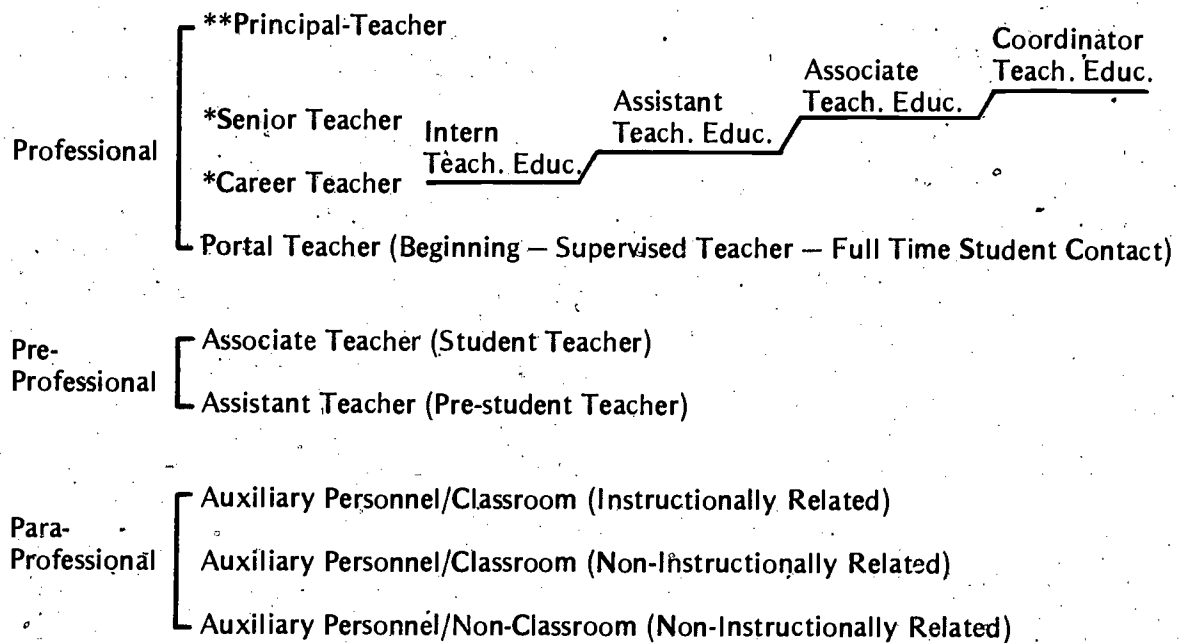 **Principal-Teacher
Coordinator
Teach. Educ.
Associate
Teach. Educ.
Assistant
Teach. Educ.
*Senior Teacher
Intern
Teach. Educ.
Professional
*Career Teacher
Portal Teacher (Beginning — Supervised Teacher — Full Time Student Contact)
Pre-
Professional
Associate Teacher (Student Teacher)
Assistant Teacher (Pre-student Teacher)
Para-
Professional
Auxiliary Personnel/Classroom (Instructionally Related)
Auxiliary Personnel/Classroom (Non-Instructionally Related)
Auxiliary Personnel/Non-Classroom (Non-Instructionally Related)